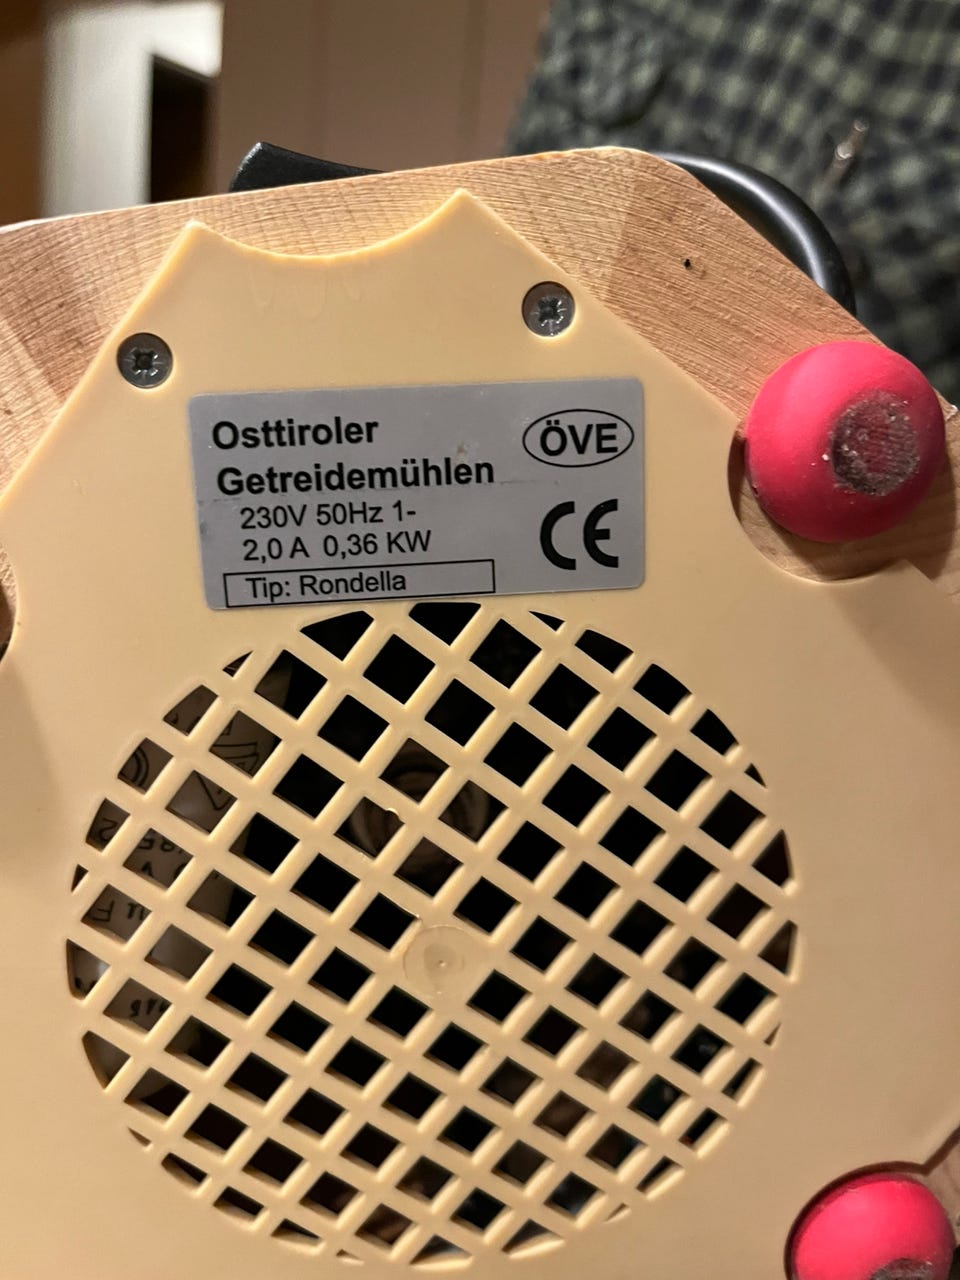 Osttiroler
Getreidemühlen
230V 50Hz 1-
2,0 A 0,36 KW
Tip: Rondella
ÖVE
CE